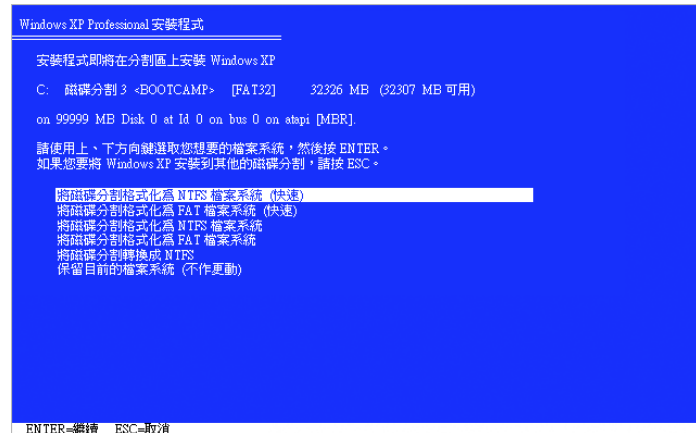 Windows XP Professional 安裝程式
安裝程式即將在分割區上安裝 Windows XP
C: 磁碟分割 3 <BOOTCAMP> [FAT32] 32326 MB (32307 MB 可用)
on 99999 MB Disk 0 at Id 0 on bus 0 on atapi [MBR].
請使用上、下方向鍵選取您想要的檔案系統，然後按 ENTER。
如果您要將 Windows XP 安裝到其他的磁碟分割，請按 ESC。
將磁碟分割格式化為 NTFS 檔案系統 (快速)
將磁碟分割格式化為 FAT 檔案系統 (快速)
將磁碟分割格式化為 NTFS 檔案系統
將磁碟分割格式化為 FAT 檔案系統
將磁碟分割轉換成 NTFS
保留目前的檔案系統 (不作更動)
ENTER=繼續 ESC=取消